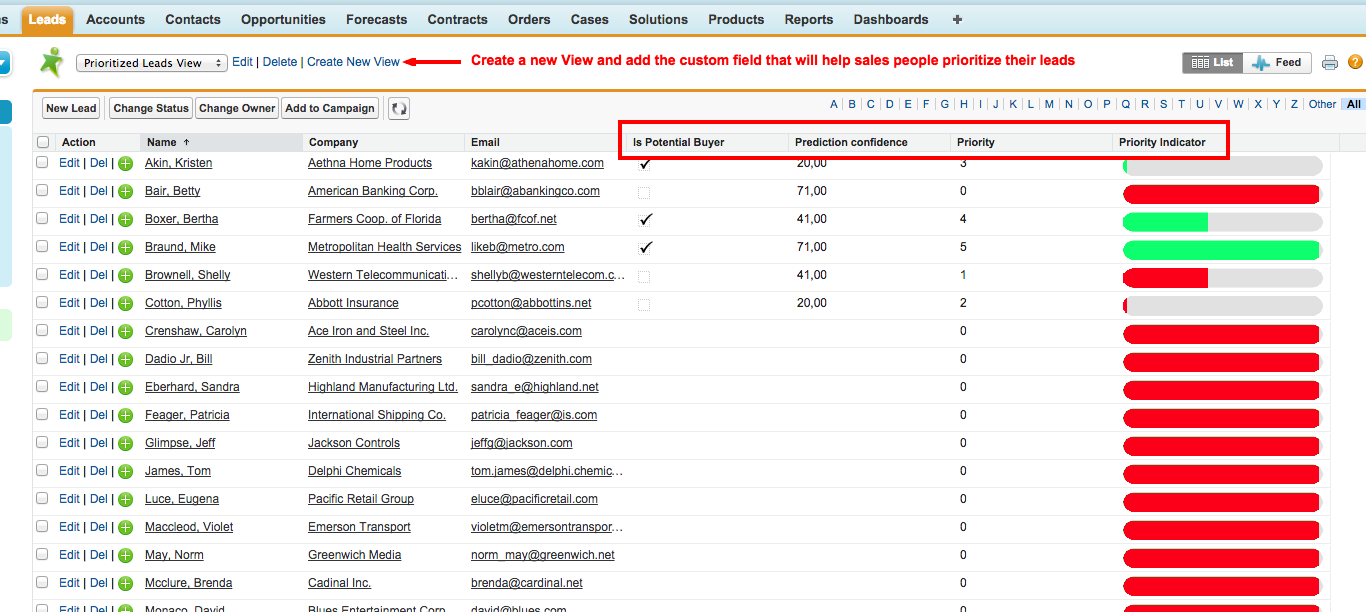 Leads Accounts Contacts Opportunities Forecasts Contracts Orders Cases Solutions Products Reports Dashboards +
Prioritized Leads View Edit | Delete | Create New View Create a new View and add the custom field that will help sales people prioritize their leads List Feed ?
New Lead Change Status Change Owner Add to Campaign A B C D E F G H I J K L M N O P Q R S T U V W X Y Z Other All
Action Name Company Email Is Potential Buyer Prediction confidence Priority Priority Indicator
Edit | Del | Akin, Kristen Aethna Home Products kakin@athenahome.com 20,00 3
Edit | Del | Bair, Betty American Banking Corp. bblair@abankingco.com 71,00 0
Edit | Del | Boxer, Bertha Farmers Coop. of Florida bertha@fcof.net 41,00 4
Edit | Del | Braund, Mike Metropolitan Health Services likeb@metro.com 71,00 5
Edit | Del | Brownell, Shelly Western Telecommunicati... shellyb@westerntelecom.c... 41,00 1
Edit | Del | Cotton, Phyllis Abbott Insurance pcotton@abbottins.net 20,00 2
Edit | Del | Crenshaw, Carolyn Ace Iron and Steel Inc. carolync@aceis.com 0
Edit | Del | Dadio Jr, Bill Zenith Industrial Partners bill_dadio@zenith.com 0
Edit | Del | Eberhard, Sandra Highland Manufacturing Ltd. sandra_e@highland.net 0
Edit | Del | Feager, Patricia International Shipping Co. patricia_feager@is.com 0
Edit | Del | Glimpse, Jeff Jackson Controls jeffg@jackson.com 0
Edit | Del | James, Tom Delphi Chemicals tom.james@delphi.chemic... 0
Edit | Del | Luce, Eugena Pacific Retail Group eluce@pacificretail.com 0
Edit | Del | Maccleod, Violet Emerson Transport violetm@emersontranspor... 0
Edit | Del | May, Norm Greenwich Media norm_may@greenwich.net 0
Edit | Del | Mcclure, Brenda Cadinal Inc. brenda@cardinal.net 0
Edit | Del | Monaco, David Blues Entertainment Corp. david@blues.com 0